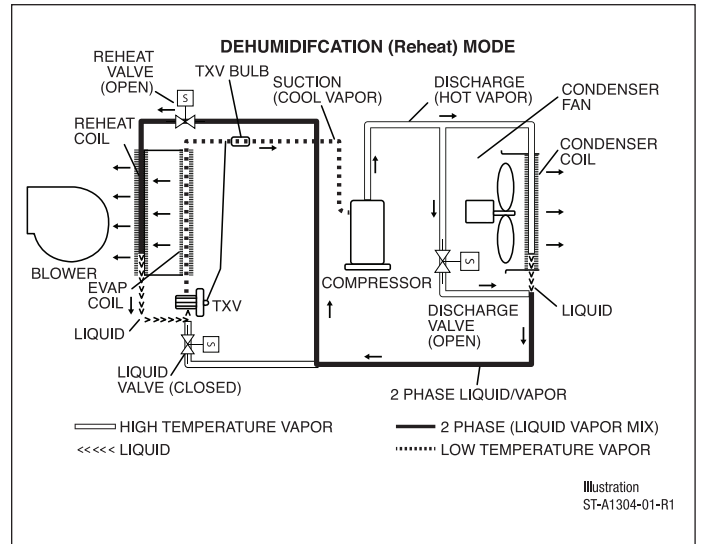 DEHUMIDIFCATION (Reheat) MODE
REHEAT
VALVE
(OPEN)
TXV BULB
SUCTION
(COOL VAPOR)
DISCHARGE
(HOT VAPOR)
CONDENSER
FAN
S
REHEAT
COIL
CONDENSER
COIL
BLOWER
EVAP
COIL
TXV
COMPRESSOR
S
LIQUID
S
LIQUID
VALVE (CLOSED)
DISCHARGE
VALVE
(OPEN)
LIQUID
2 PHASE LIQUID/VAPOR
HIGH TEMPERATURE VAPOR
2 PHASE (LIQUID VAPOR MIX)
<<<<< LIQUID
LOW TEMPERATURE VAPOR
Illustration
ST-A1304-01-R1